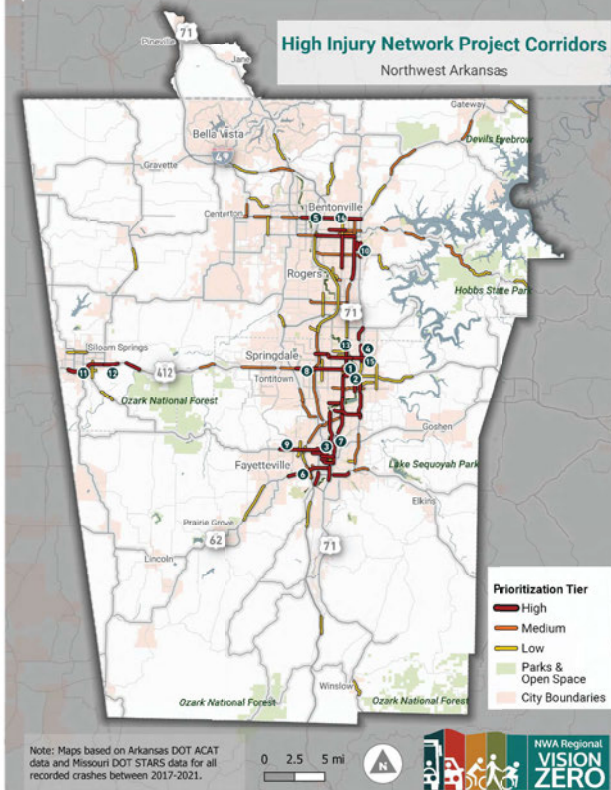 High Injury Network Project Corridors
Northwest Arkansas
71
Pineville
Jane
Gateway
Bella Vista
Devils Eyebrow
49
Gravette
Centerton
Bentonville
5
14
10
Rogers
Hobbs State Park
71
13
4
Siloam Springs
Springdale
15
11
12
412
8
1
Tontitown
2
Ozark National Forest
Goshen
9
3
7
Fayetteville
Lake Sequoyah Park
6
Elkins
Prairie Grove
62
71
Lincoln
Winslow
Ozark National Forest
Ozark National Forest
Prioritization Tier
High
Medium
Low
Parks &
Open Space
City Boundaries
Note: Maps based on Arkansas DOT ACAT
data and Missouri DOT STARS data for all
recorded crashes between 2017-2021.
0 2.5 5 mi
N
NWA Regional
VISION
ZERO